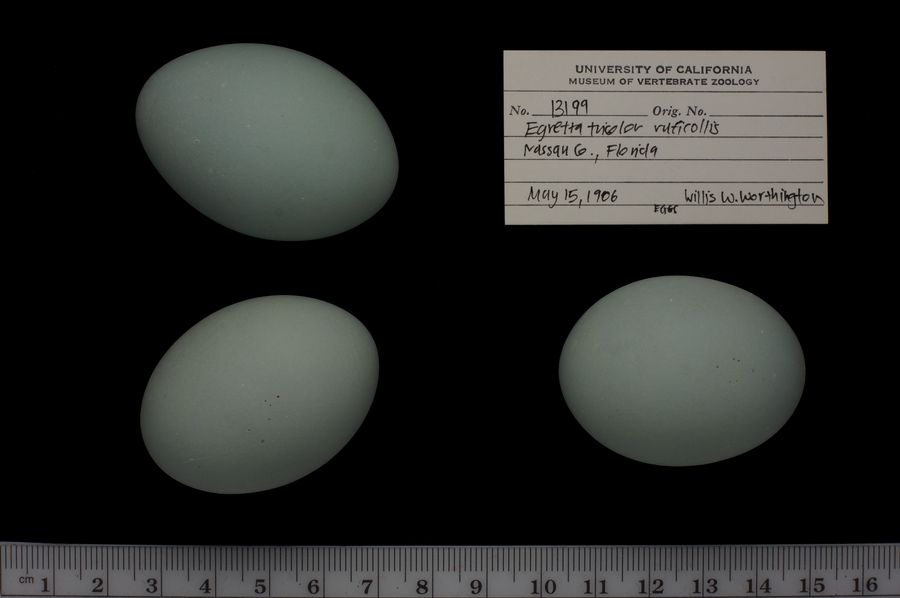 UNIVERSITY OF CALIFORNIA
MUSEUM OF VERTEBRATE ZOOLOGY
No. 13199 Orig. No.
Egretta tricolor ruficollis
Nassau Co., Florida
May 15, 1906 Willis W. Worthington
EGGS
cm 1 2 3 4 5 6 7 8 9 10 11 12 13 14 15 16